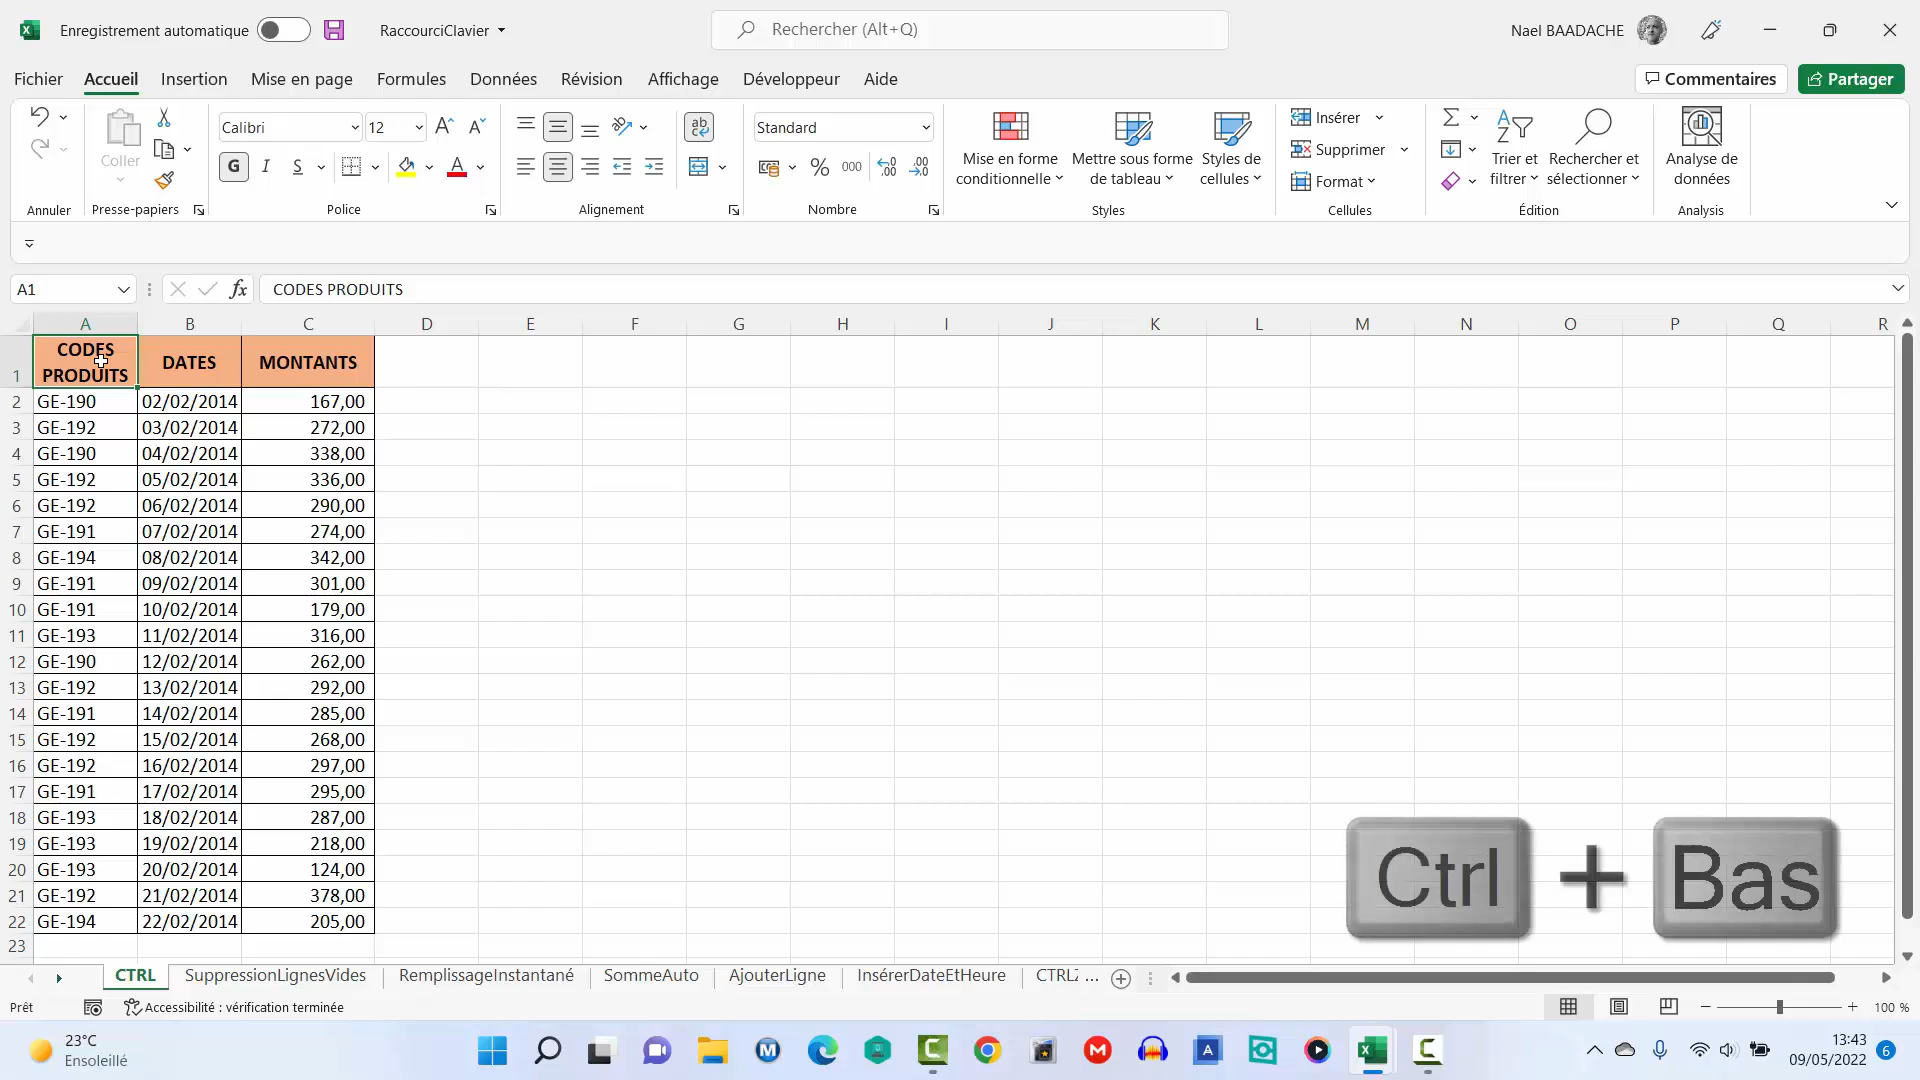 Enregistrement automatique
RaccourciClavier
Rechercher (Alt+Q)
Nael BAADACHE
Fichier Accueil Insertion Mise en page Formules Données Révision Affichage Développeur Aide
Commentaires
Partager
Annuler
Coller
Presse-papiers
Calibri
12
G I S
Police
ab
Alignement
Standard
% 000
Nombre
Mise en forme
conditionnelle
Mettre sous forme
de tableau
Styles de
cellules
Styles
Insérer
Supprimer
Format
Cellules
Trier et
filtrer
Rechercher et
sélectionner
Édition
Analyse de
données
Analysis
A1
fx
CODES PRODUITS
A B C D E F G H I J K L M N O P Q R
1 CODES PRODUITS DATES MONTANTS
2 GE-190 02/02/2014 167,00
3 GE-192 03/02/2014 272,00
4 GE-190 04/02/2014 338,00
5 GE-192 05/02/2014 336,00
6 GE-192 06/02/2014 290,00
7 GE-191 07/02/2014 274,00
8 GE-194 08/02/2014 342,00
9 GE-191 09/02/2014 301,00
10 GE-191 10/02/2014 179,00
11 GE-193 11/02/2014 316,00
12 GE-190 12/02/2014 262,00
13 GE-192 13/02/2014 292,00
14 GE-191 14/02/2014 285,00
15 GE-192 15/02/2014 268,00
16 GE-192 16/02/2014 297,00
17 GE-191 17/02/2014 295,00
18 GE-193 18/02/2014 287,00
19 GE-193 19/02/2014 218,00
20 GE-193 20/02/2014 124,00
21 GE-192 21/02/2014 378,00
22 GE-194 22/02/2014 205,00
23
Ctrl + Bas
CTRL SuppressionLignesVides RemplissageInstantané SommeAuto AjouterLigne InsérerDateEtHeure CTRLZ ...
Prêt
Accessibilité : vérification terminée
100 %
23°C
Ensoleillé
13:43
09/05/2022
6